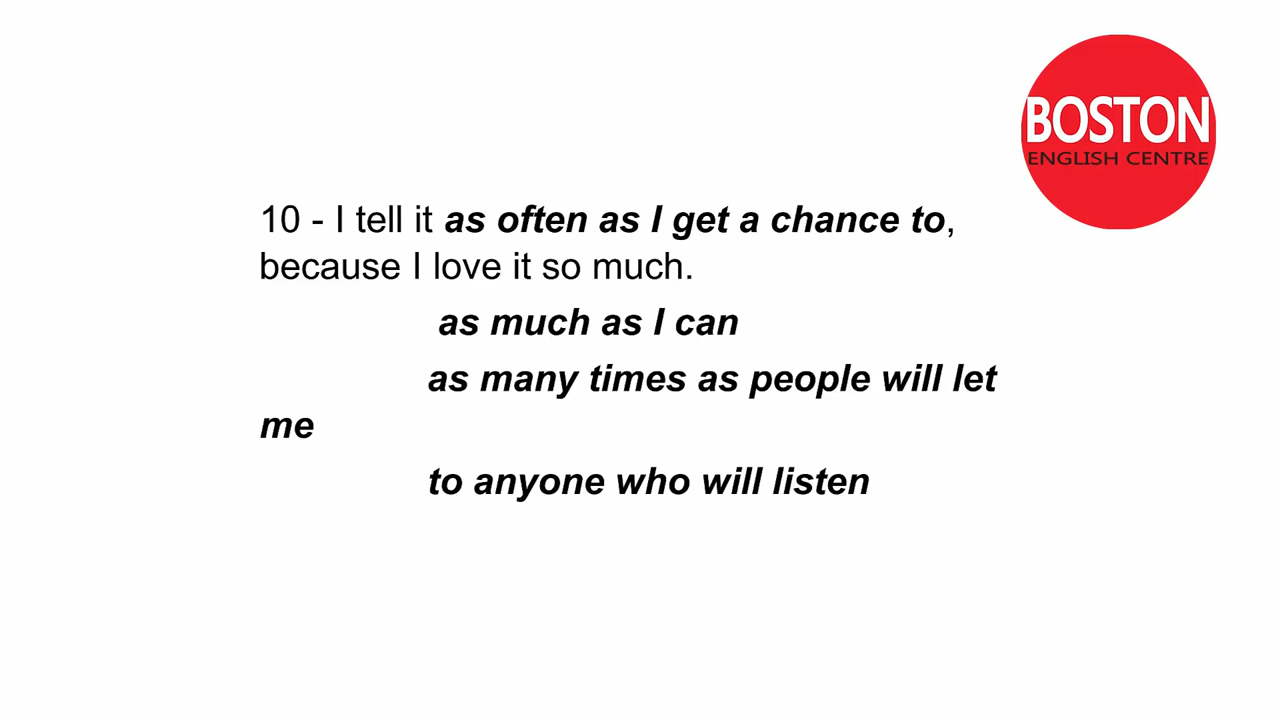 BOSTON
ENGLISH CENTRE
10 - I tell it as often as I get a chance to,
because I love it so much.
as much as I can
as many times as people will let
me
to anyone who will listen